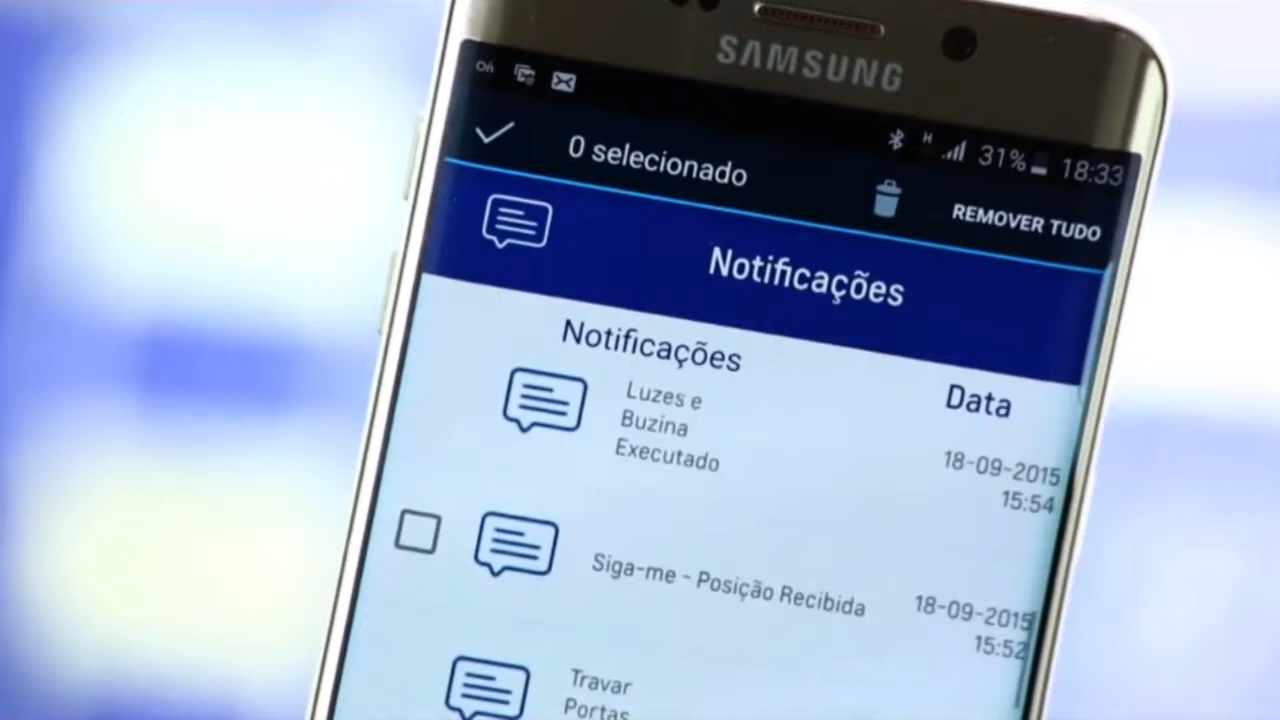 SAMSUNG
H 31% 18:33
0 selecionado
REMOVER TUDO
Notificações
Notificações
Data
Luzes e
Buzina
Executado
18-09-2015
15:54
Siga-me - Posição Recibida
18-09-2015
15:52
Travar
Portas